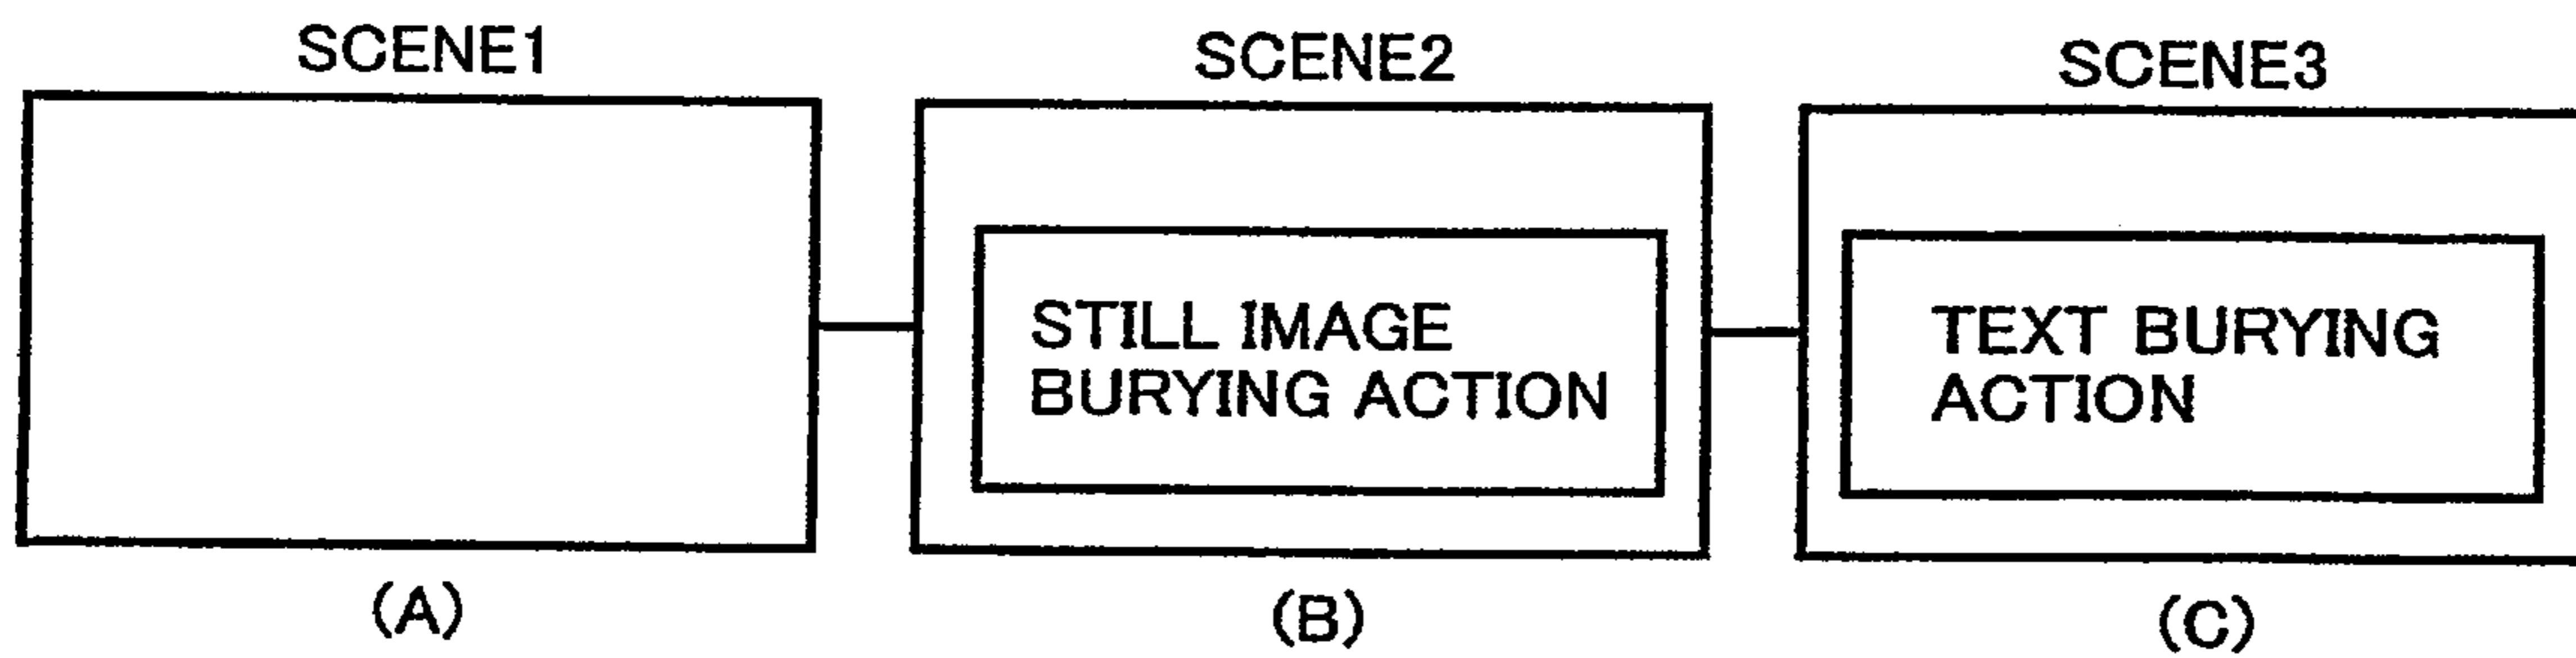 SCENE1
SCENE2
SCENE3
STILL IMAGE
BURYING ACTION
TEXT BURYING
ACTION
(A)
(B)
(C)